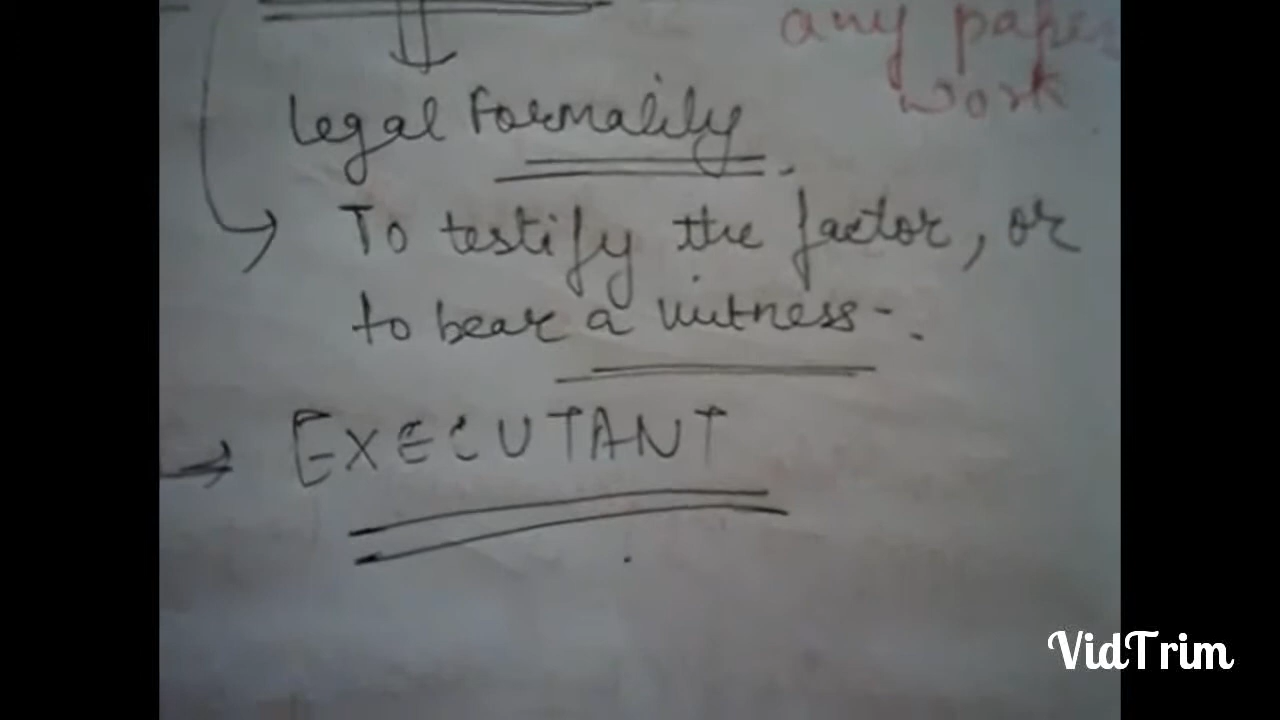 any paper
work
Legal Formality.
To testify the factor, or
to bear a witness-.
→ EXECUTANT
VidTrim